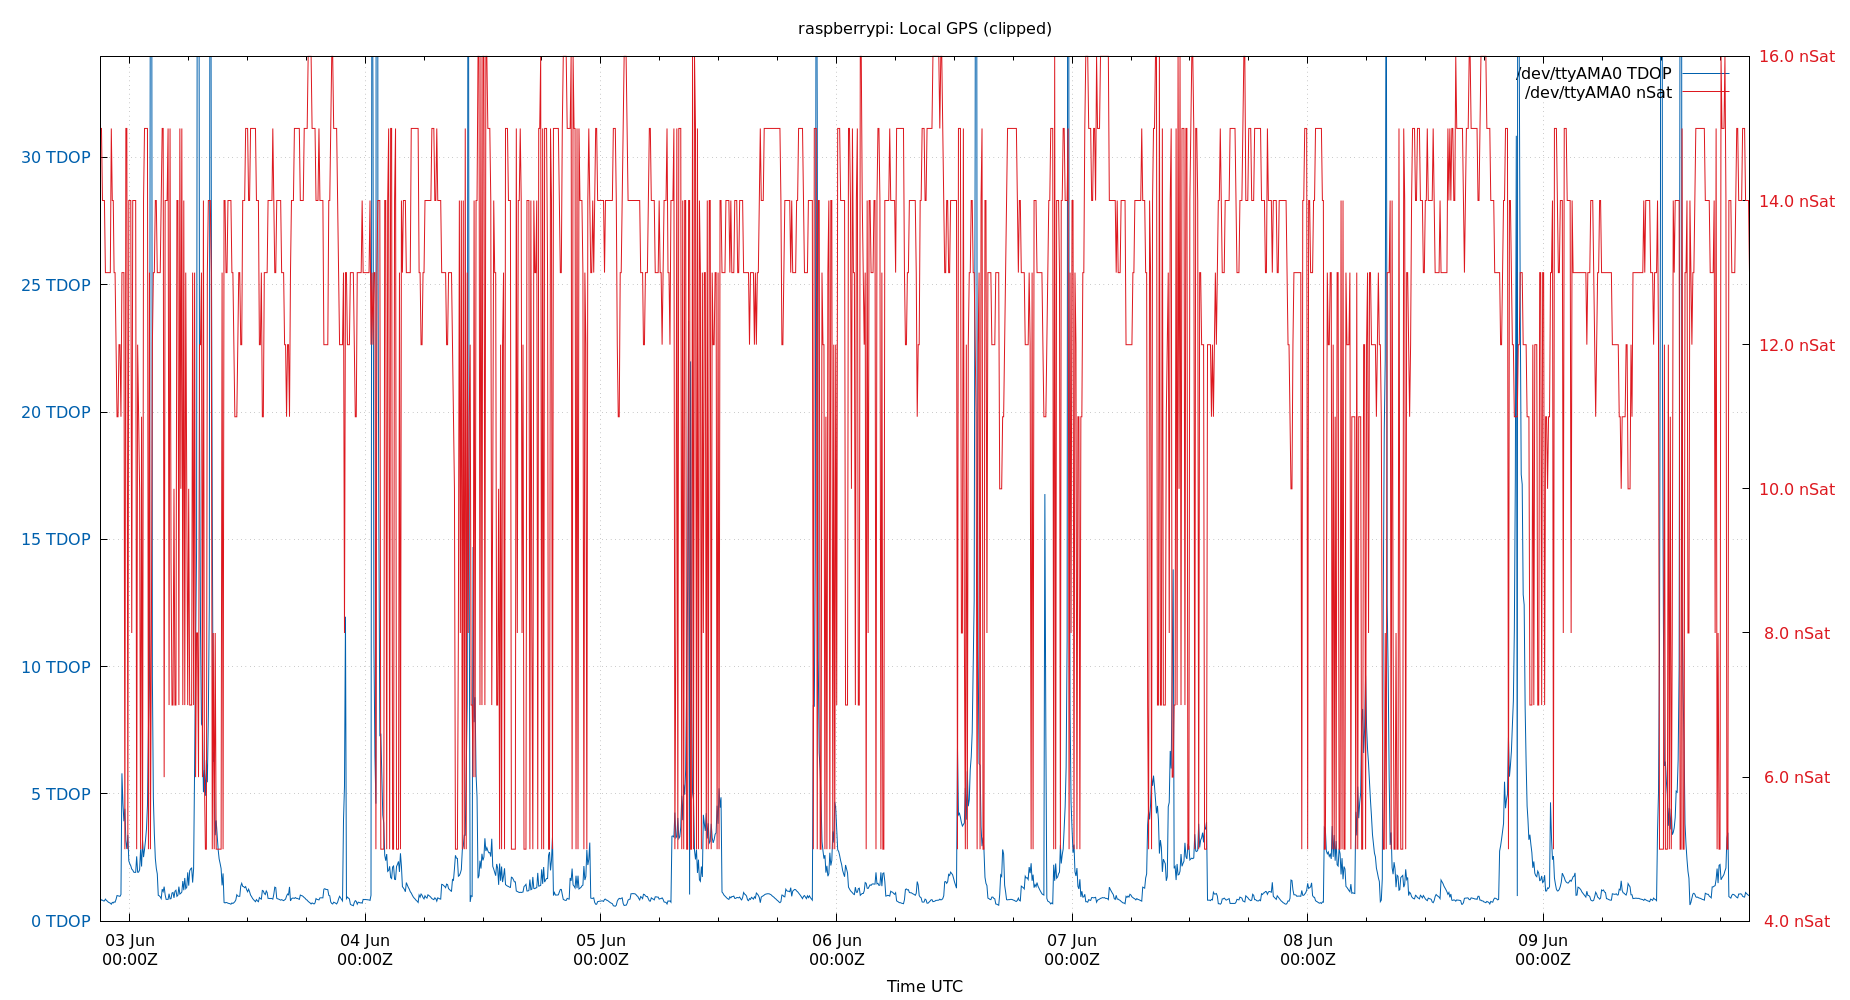 raspberrypi: Local GPS (clipped)
16.0 nSat
/dev/ttyAMA0 TDOP
/dev/ttyAMA0 nSat
30 TDOP
14.0 nSat
25 TDOP
12.0 nSat
20 TDOP
10.0 nSat
15 TDOP
8.0 nSat
10 TDOP
6.0 nSat
5 TDOP
0 TDOP
4.0 nSat
03 Jun 04 Jun 05 Jun 06 Jun 07 Jun 08 Jun 09 Jun
00:00Z 00:00Z 00:00Z 00:00Z 00:00Z 00:00Z 00:00Z
Time UTC